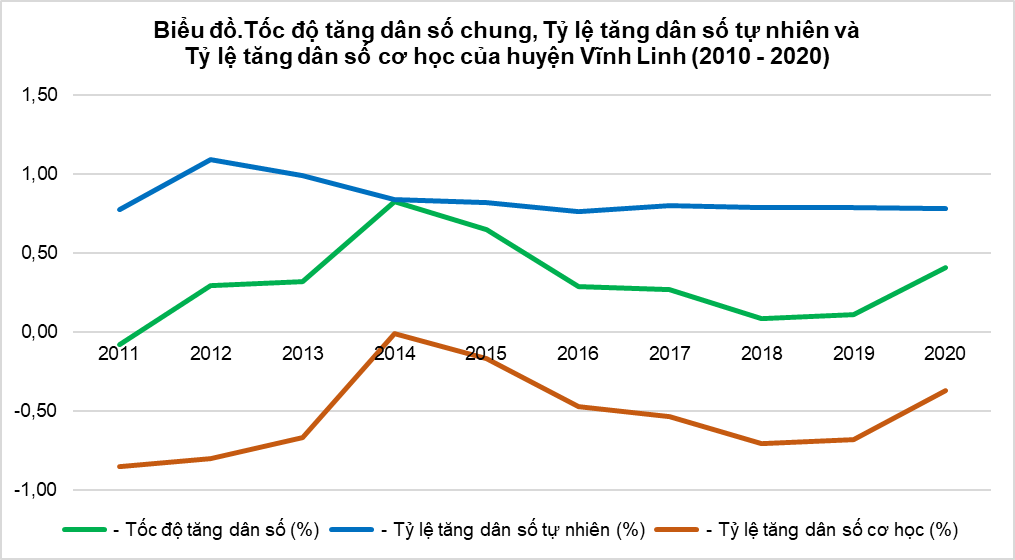 Biểu đồ.Tốc độ tăng dân số chung, Tỷ lệ tăng dân số tự nhiên và
Tỷ lệ tăng dân số cơ học của huyện Vĩnh Linh (2010 - 2020)
1,50
1,00
0,50
0,00
2011 2012 2013 2014 2015 2016 2017 2018 2019 2020
-0,50
-1,00
- Tốc độ tăng dân số (%) - Tỷ lệ tăng dân số tự nhiên (%) - Tỷ lệ tăng dân số cơ học (%)